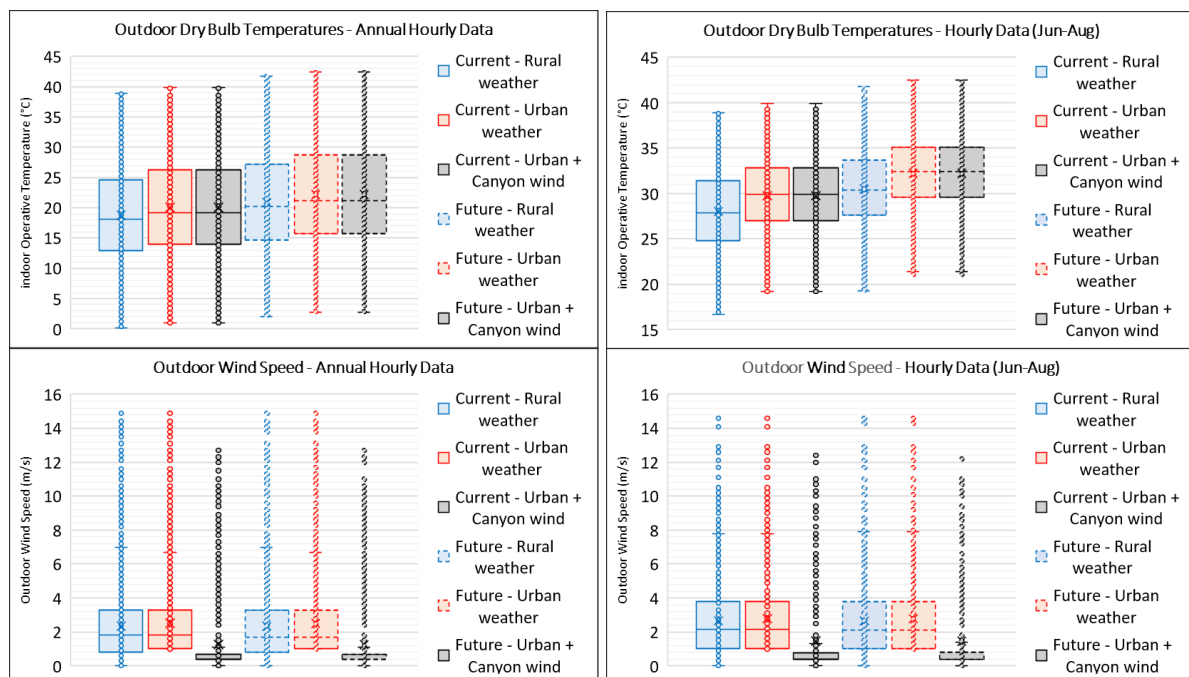 Outdoor Dry Bulb Temperatures - Annual Hourly Data
indoor Operative Temperature (°C)
45
40
35
30
25
20
15
10
5
0
Current - Rural
weather
Current - Urban
weather
Current - Urban +
Canyon wind
Future - Rural
weather
Future - Urban
weather
Future - Urban +
Canyon wind
Outdoor Dry Bulb Temperatures - Hourly Data (Jun-Aug)
indoor Operative Temperature (°C)
45
40
35
30
25
20
15
Current - Rural
weather
Current - Urban
weather
Current - Urban +
Canyon wind
Future - Rural
weather
Future - Urban
weather
Future - Urban +
Canyon wind
Outdoor Wind Speed - Annual Hourly Data
Outdoor Wind Speed (m/s)
16
14
12
10
8
6
4
2
0
Current - Rural
weather
Current - Urban
weather
Current - Urban +
Canyon wind
Future - Rural
weather
Future - Urban
weather
Future - Urban +
Canyon wind
Outdoor Wind Speed - Hourly Data (Jun-Aug)
Outdoor Wind Speed (m/s)
16
14
12
10
8
6
4
2
0
Current - Rural
weather
Current - Urban
weather
Current - Urban +
Canyon wind
Future - Rural
weather
Future - Urban
weather
Future - Urban +
Canyon wind